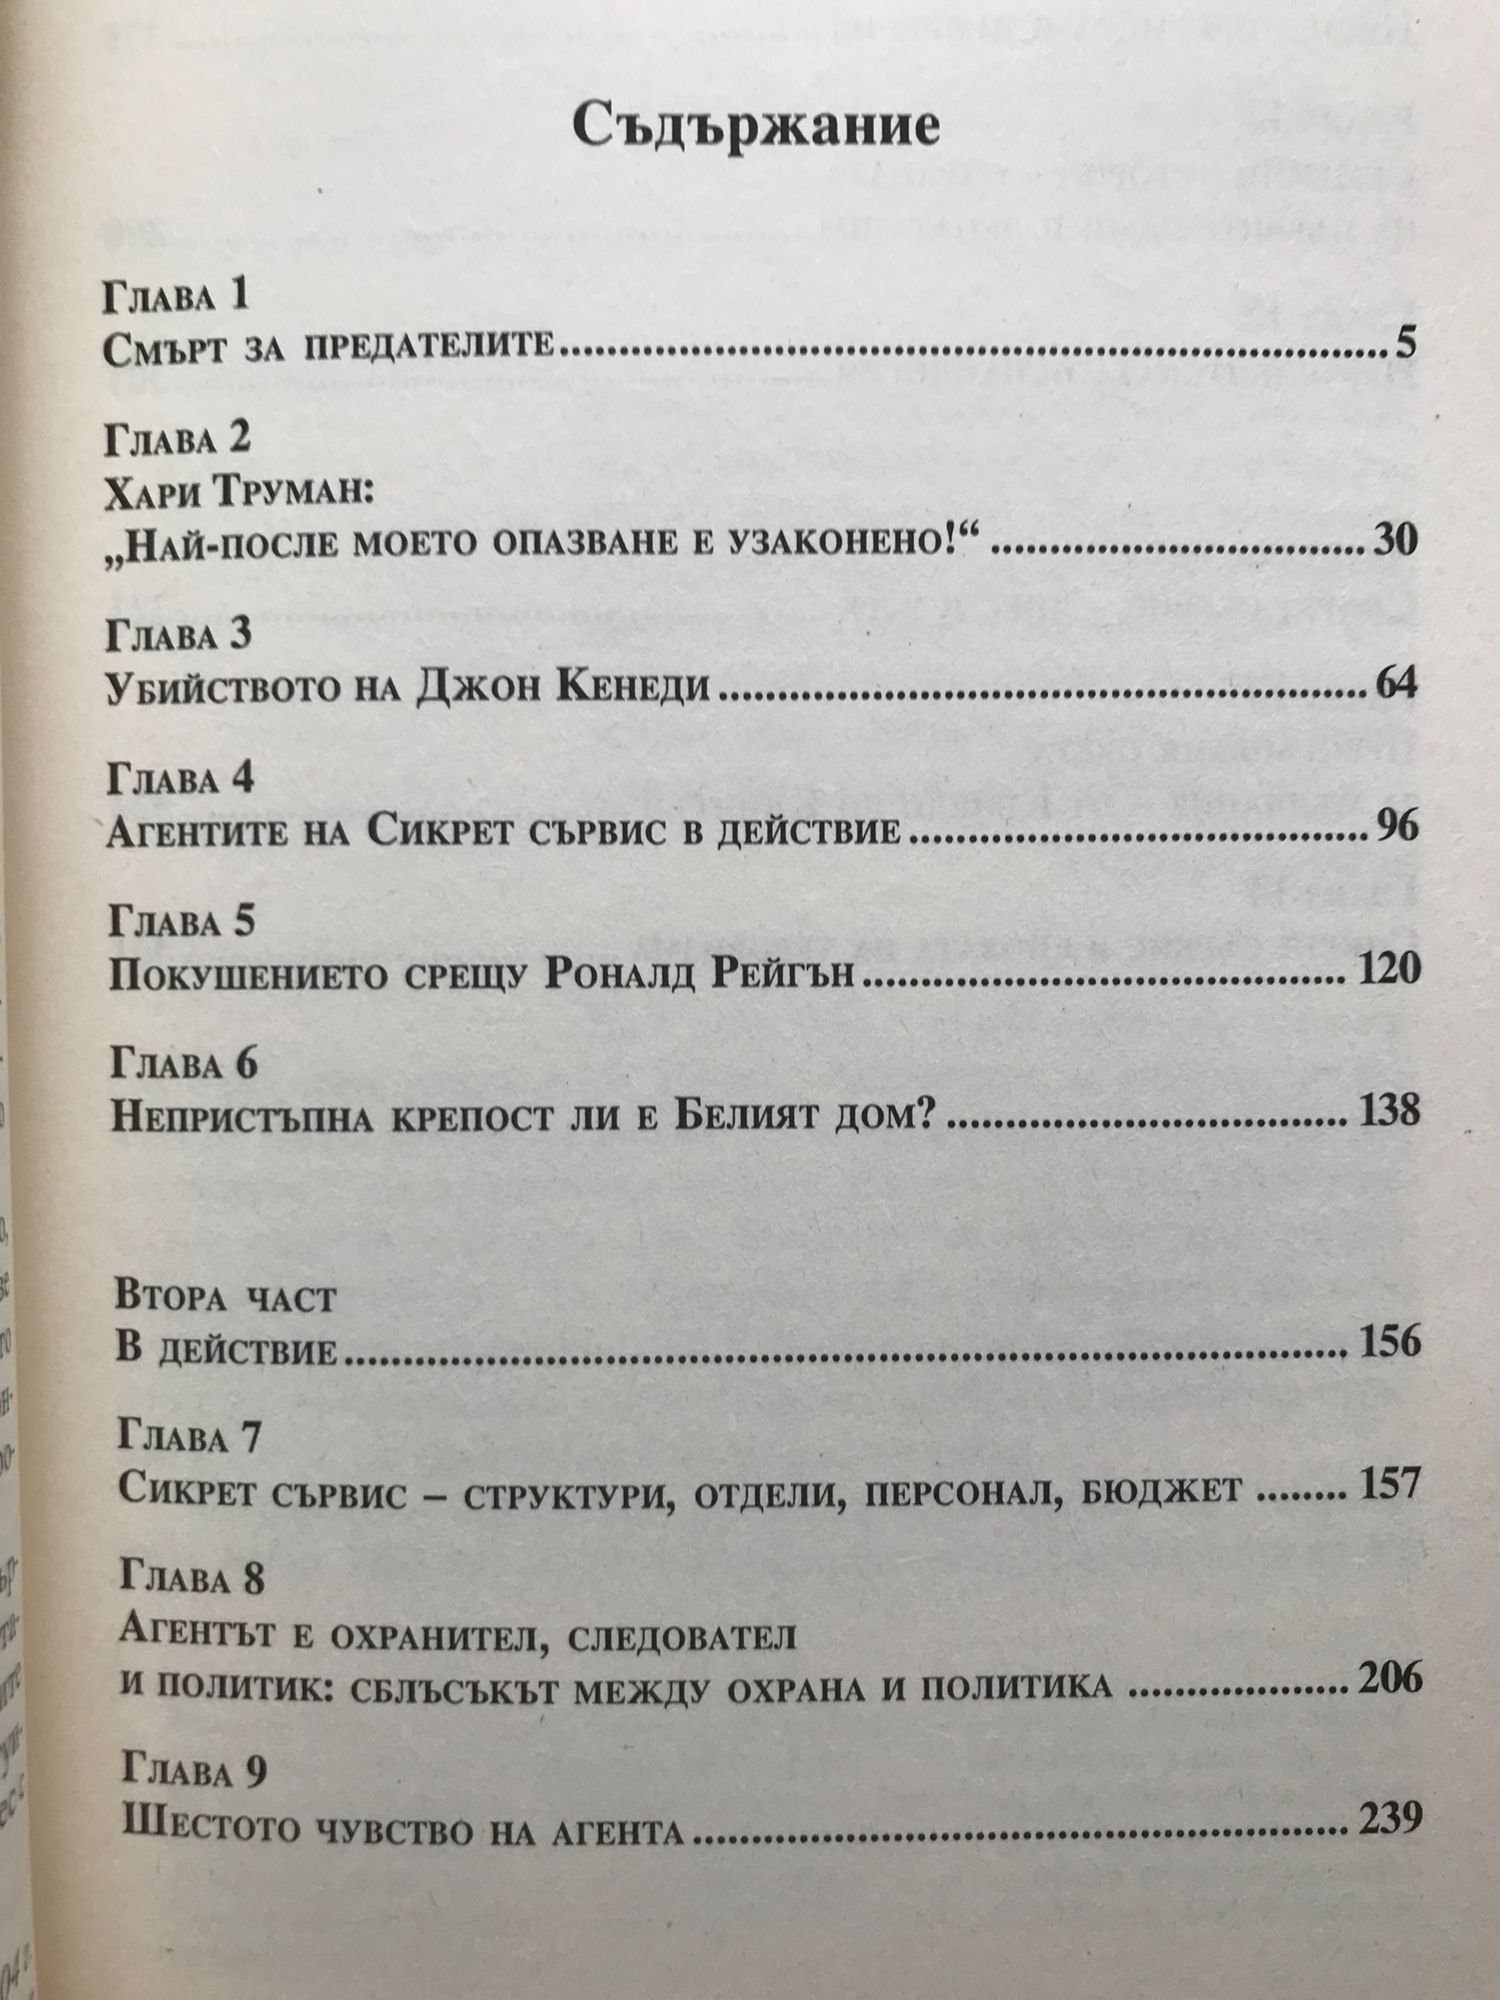 Съдържание
Глава 1
Смърт за предателите........................................................................5
Глава 2
Хари Труман:
„Най-после моето опазване е узаконено!“ ................................30
Глава 3
Убийството на Джон Кенеди........................................................64
Глава 4
Агентите на Сикрет сървис в действие.......................................96
Глава 5
Покушението срещу Роналд Рейгън......................................... 120
Глава 6
Непристъпна крепост ли е Белият дом? .................................. 138
Втора част
В действие..................................................................................... 156
Глава 7
Сикрет сървис – структури, отдели, персонал, бюджет ........ 157
Глава 8
Агентът е охранител, следовател
и политик: сблъсъкът между охрана и политика ................... 206
Глава 9
Шестото чувство на агента........................................................ 239